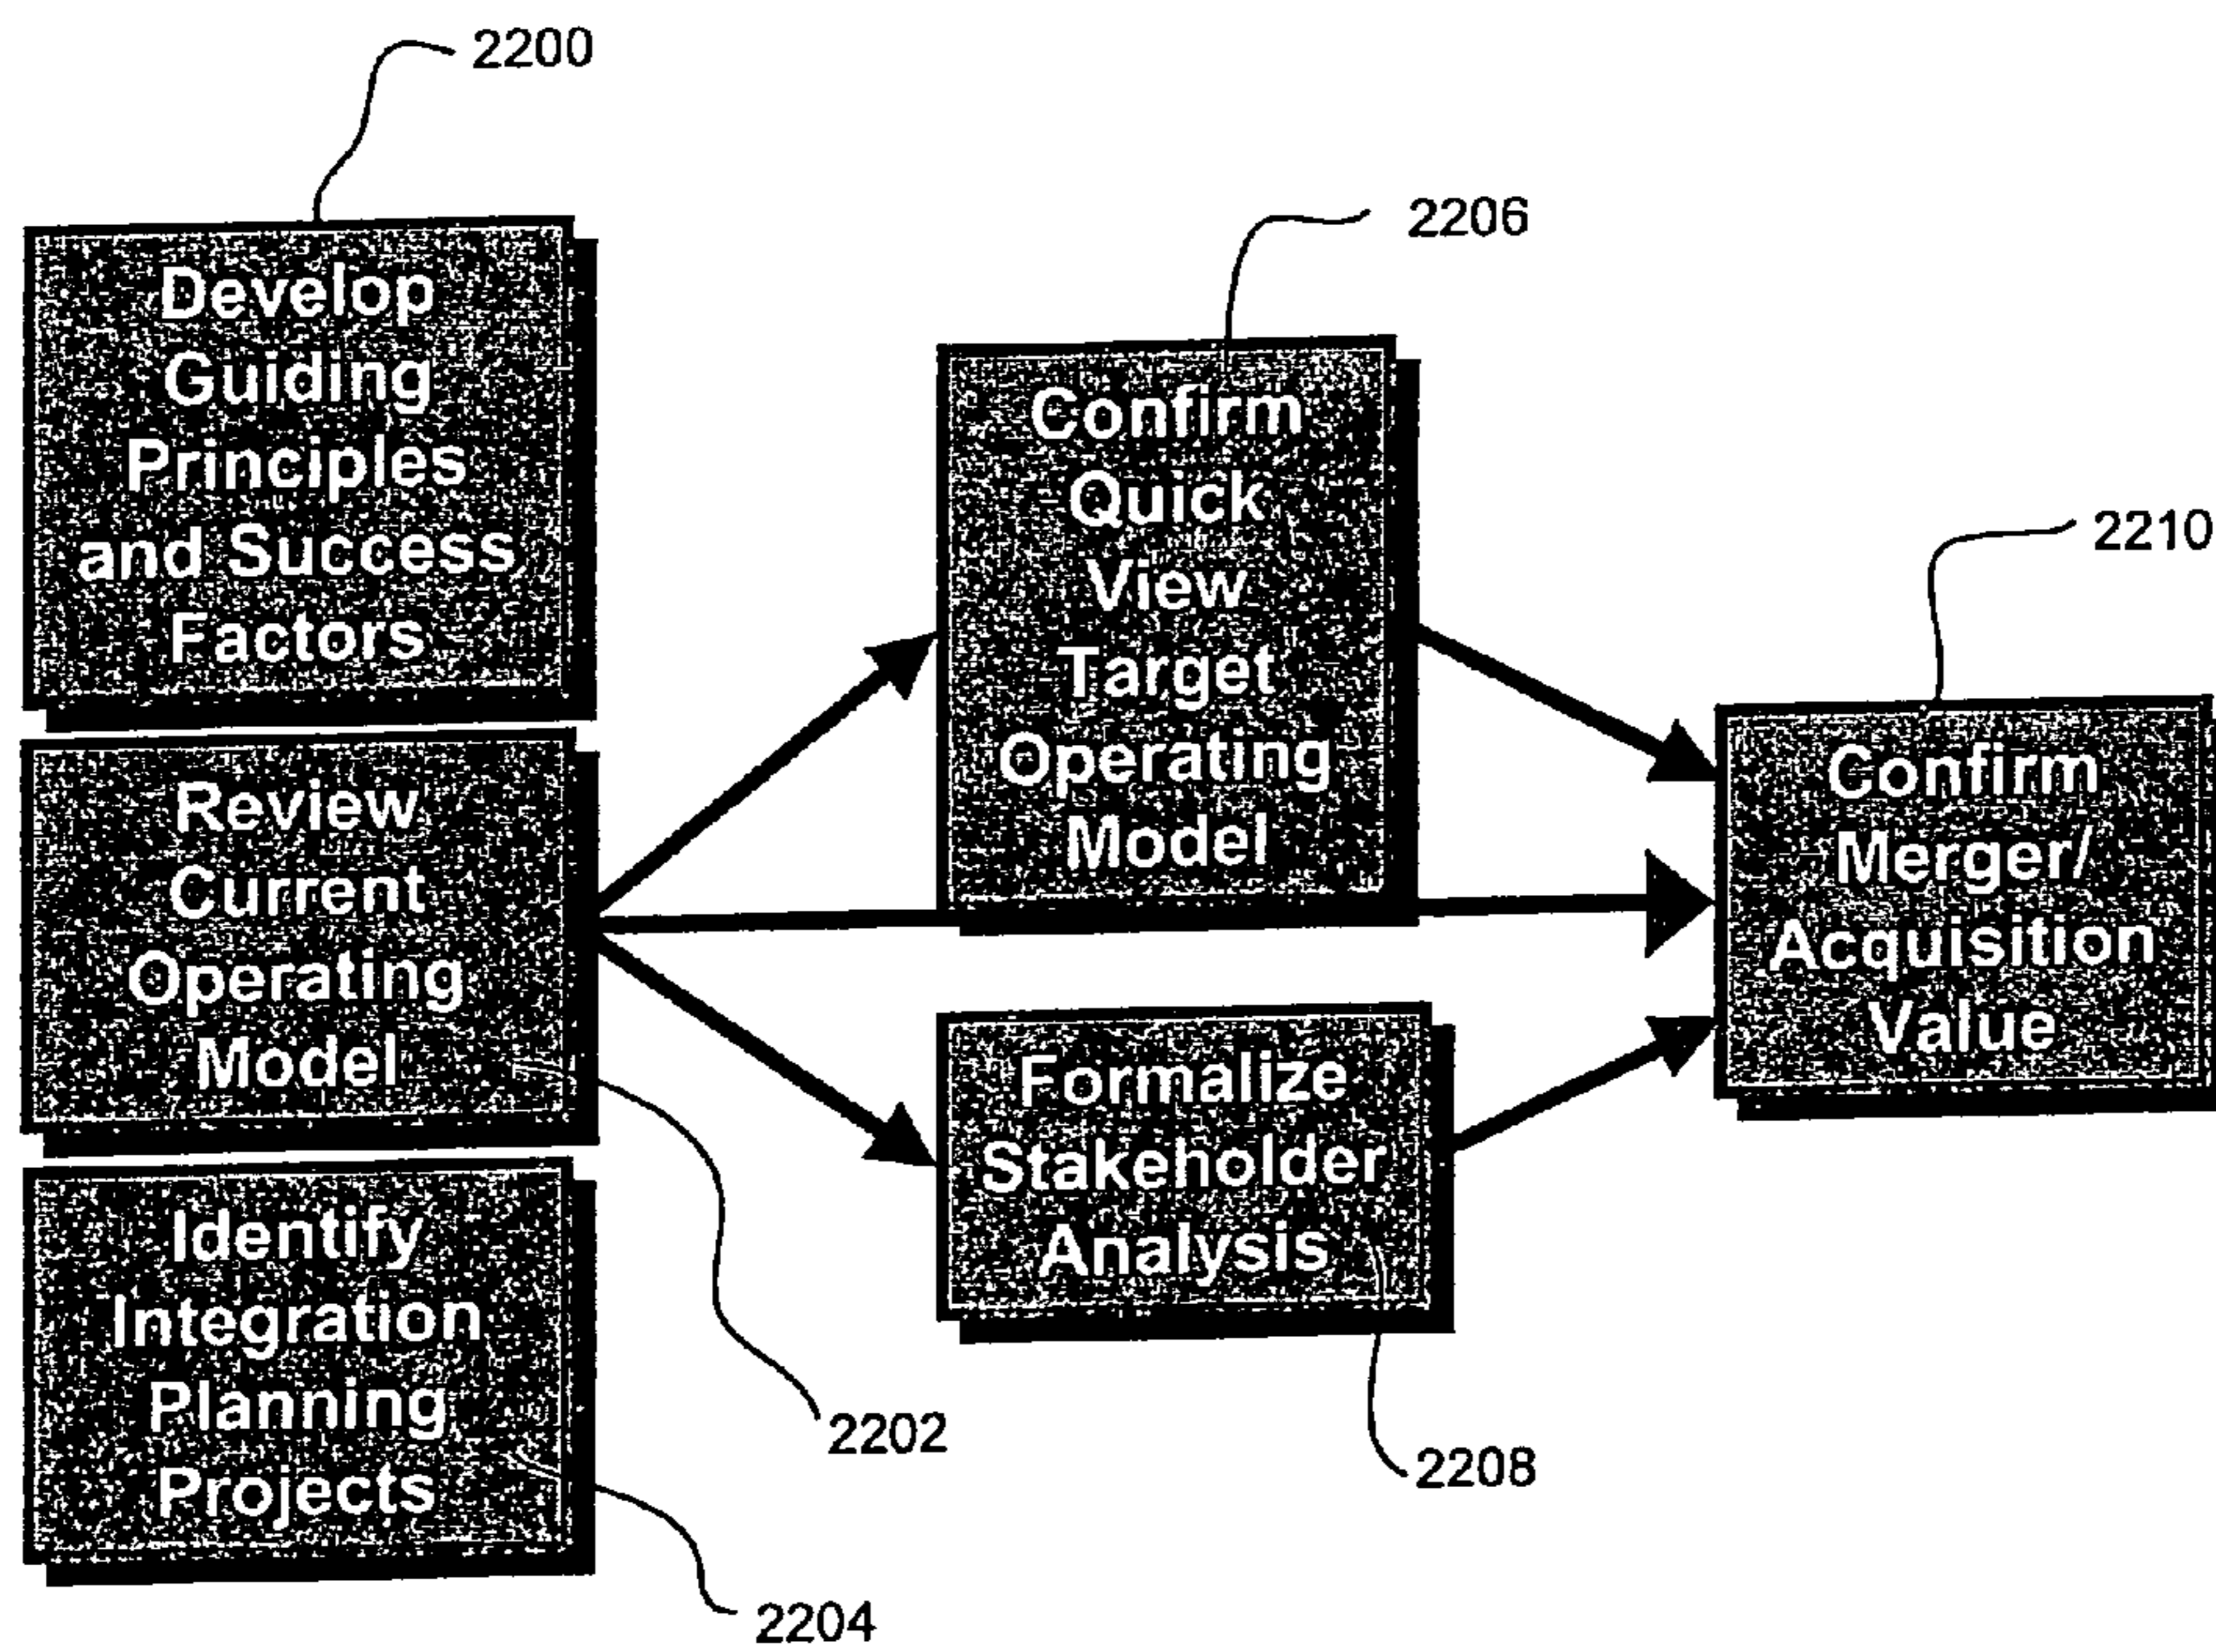 2200
Develop
Guiding
Principles
and Success
Factors
Review
Current
Operating
Model
2202
Identify
Integration
Planning
Projects
2204
2206
Confirm
Quick
View
Target
Operating
Model
Formalize
Stakeholder
Analysis
2208
2210
Confirm
Merger/
Acquisition
Value